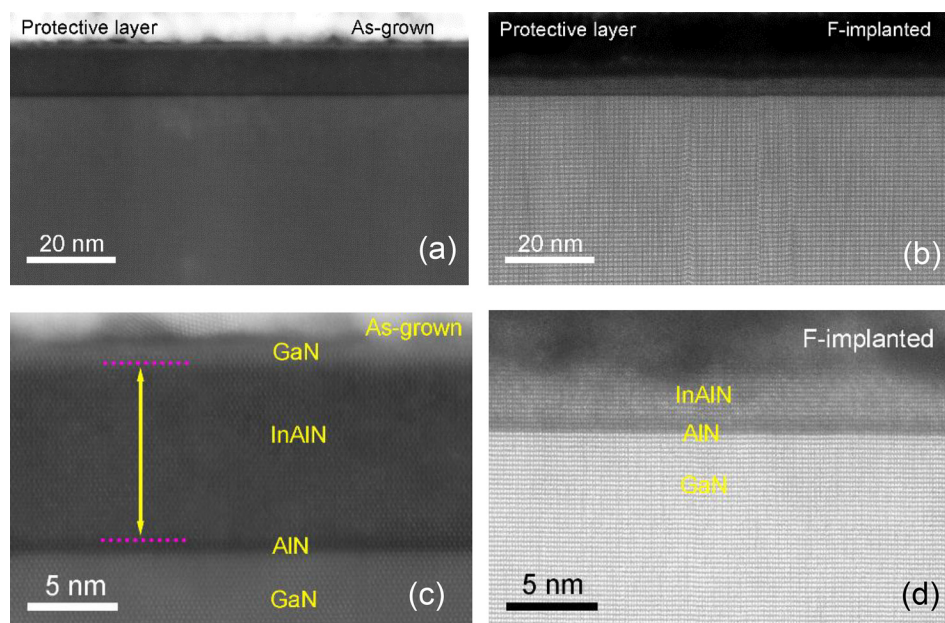 Protective layer
As-grown
20 nm
(a)
Protective layer
F-implanted
20 nm
(b)
As-grown
GaN
InAlN
AlN
GaN
5 nm
(c)
F-implanted
InAlN
AlN
GaN
5 nm
(d)